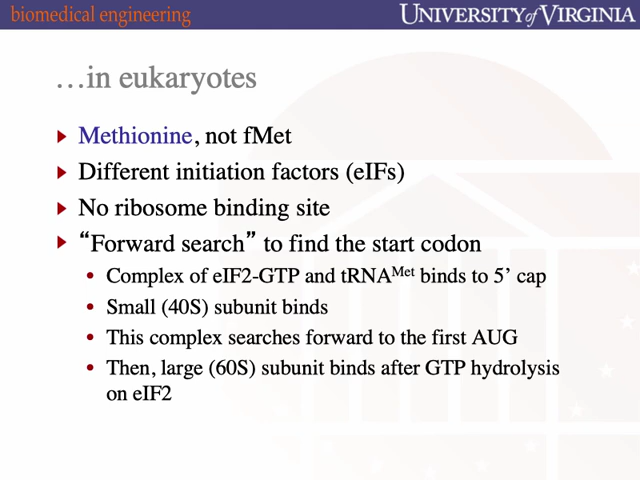 biomedical engineering
UNIVERSITY of VIRGINIA
…in eukaryotes
Methionine, not fMet
Different initiation factors (eIFs)
No ribosome binding site
“Forward search” to find the start codon
Complex of eIF2-GTP and tRNAMet binds to 5’ cap
Small (40S) subunit binds
This complex searches forward to the first AUG
Then, large (60S) subunit binds after GTP hydrolysis
on eIF2